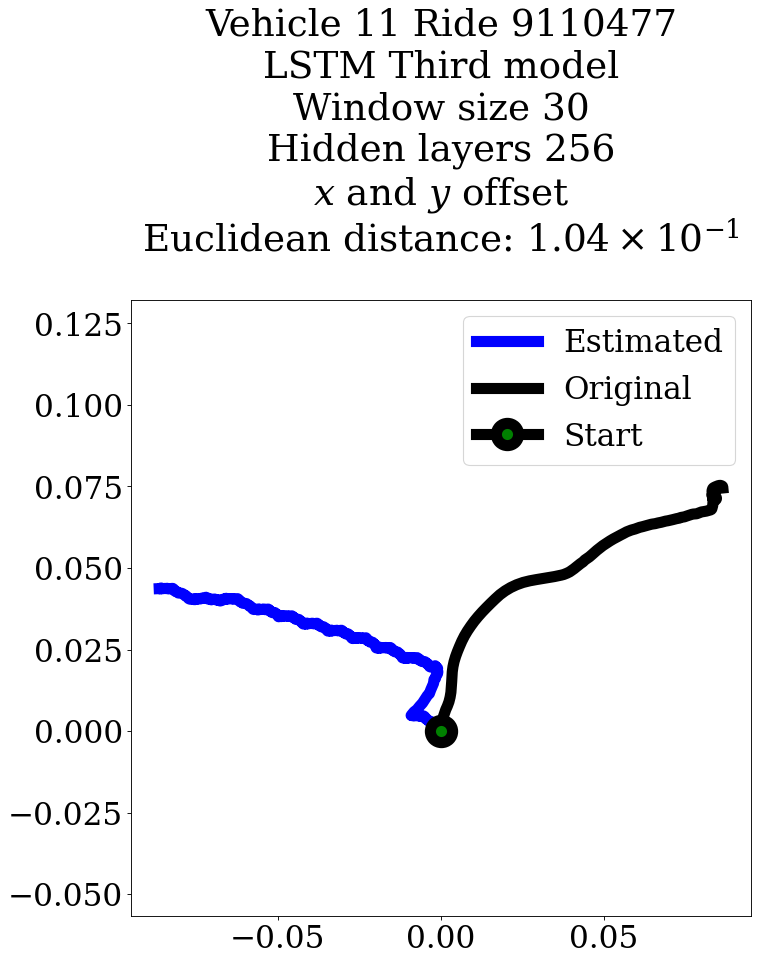 Vehicle 11 Ride 9110477
LSTM Third model
Window size 30
Hidden layers 256
x and y offset
Euclidean distance: 1.04 × 10⁻¹
0.125
0.100
0.075
0.050
0.025
0.000
−0.025
−0.050
Estimated
Original
Start
−0.05
0.00
0.05